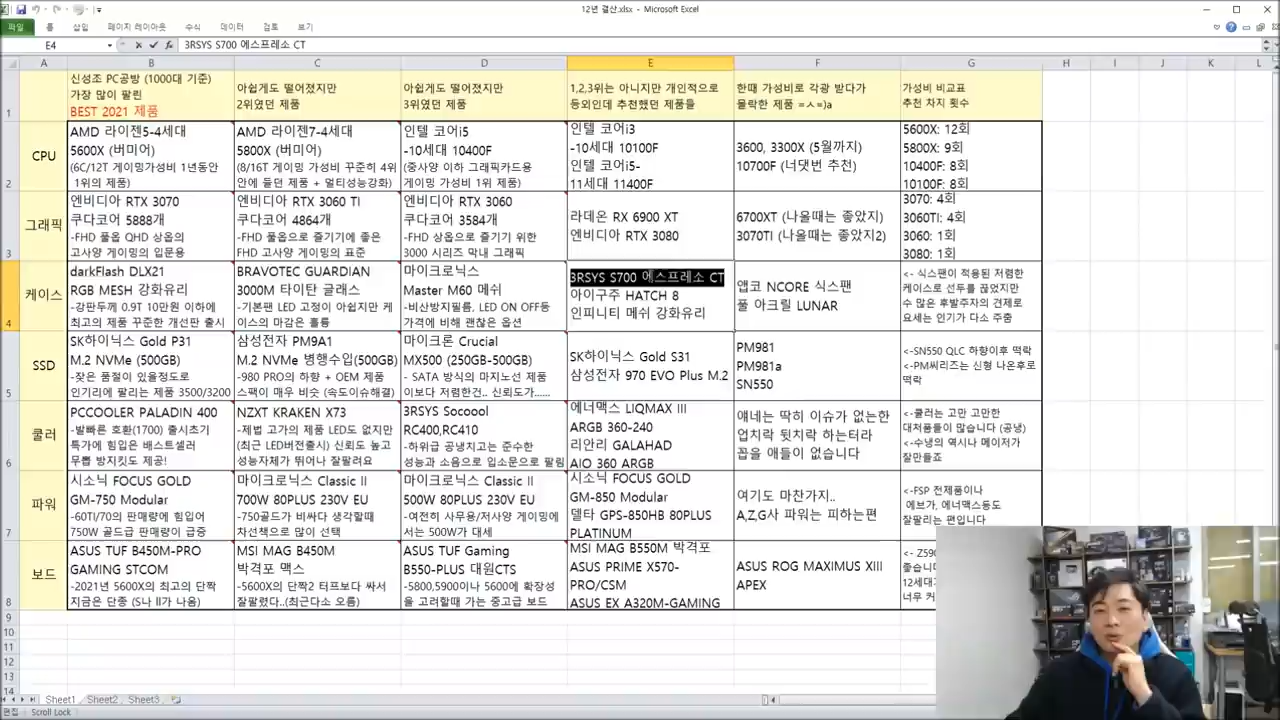 12년 결산.xlsx - Microsoft Excel
파일 홈 삽입 페이지 레이아웃 수식 데이터 검토 보기
E4 fx 3RSYS S700 에스프레소 CT
A B C D E F G H I J K L
1
신성조 PC공방 (1000대 기준)
가장 많이 팔린
BEST 2021 제품
아쉽게도 떨어졌지만
2위였던 제품
아쉽게도 떨어졌지만
3위였던 제품
1,2,3위는 아니지만 개인적으로
등외인데 추천했던 제품들
한때 가성비로 각광 받다가
몰락한 제품 =ㅅ=)a
가성비 비교표
추천 차지 횟수
2
CPU
AMD 라이젠5-4세대
5600X (버미어)
(6C/12T 게이밍가성비 1년동안
1위의 제품)
AMD 라이젠7-4세대
5800X (버미어)
(8/16T 게이밍 가성비 꾸준히 4위
안에 들던 제품 + 멀티성능강화)
인텔 코어i5
-10세대 10400F
(중사양 이하 그래픽카드용
게이밍 가성비 1위 제품)
인텔 코어i3
-10세대 10100F
인텔 코어i5-
11세대 11400F
3600, 3300X (5월까지)
10700F (너댓번 추천)
5600X: 12회
5800X: 9회
10400F: 8회
10100F: 8회
3
그래픽
엔비디아 RTX 3070
쿠다코어 5888개
-FHD 풀옵 QHD 상옵의
고사양 게이밍의 입문용
엔비디아 RTX 3060 TI
쿠다코어 4864개
-FHD 풀옵으로 즐기기에 좋은
FHD 고사양 게이밍의 표준
엔비디아 RTX 3060
쿠다코어 3584개
-FHD 상옵으로 즐기기 위한
3000 시리즈 막내 그래픽
라데온 RX 6900 XT
엔비디아 RTX 3080
6700XT (나올때는 좋았지)
3070TI (나올때는 좋았지2)
3070: 4회
3060TI: 4회
3060: 1회
3080: 1회
4
케이스
darkFlash DLX21
RGB MESH 강화유리
-강판두께 0.9T 10만원 이하에
최고의 제품 꾸준한 개선판 출시
BRAVOTEC GUARDIAN
3000M 타이탄 글래스
-기본팬 LED 고정이 아쉽지만 케
이스의 마감은 훌륭
마이크로닉스
Master M60 메쉬
-비산방지필름, LED ON OFF등
가격에 비해 괜찮은 옵션
3RSYS S700 에스프레소 CT
아이구주 HATCH 8
인피니티 메쉬 강화유리
앱코 NCORE 식스팬
풀 아크릴 LUNAR
<- 식스팬이 적용된 저렴한
케이스로 선두를 끊었지만
수 많은 후발주자의 견제로
요세는 인기가 다소 주춤
5
SSD
SK하이닉스 Gold P31
M.2 NVMe (500GB)
-잦은 품절이 있을정도로
인기리에 팔리는 제품 3500/3200
삼성전자 PM9A1
M.2 NVMe 병행수입(500GB)
-980 PRO의 하향 + OEM 제품
스팩이 매우 비슷 (속도이슈해결)
마이크론 Crucial
MX500 (250GB-500GB)
- SATA 방식의 마지노선 제품
이보다 저렴한건.. 신뢰도가......
SK하이닉스 Gold S31
삼성전자 970 EVO Plus M.2
PM981
PM981a
SN550
<-SN550 QLC 하향이후 떡락
<-PM씨리즈는 신형 나온후로
떡락
6
쿨러
PCCOOLER PALADIN 400
-발빠른 호환(1700) 출시초기
특가에 힘입은 배스트셀러
무뽑 방지킷도 제공!
NZXT KRAKEN X73
-제법 고가의 제품 LED도 없지만
(최근 LED버전출시) 신뢰도 높고
성능자체가 뛰어나 잘팔려요
3RSYS Socoool
RC400,RC410
-하위급 공냉치고는 준수한
성능과 소음으로 입소문으로 팔림
에너맥스 LIQMAX III
ARGB 360-240
리안리 GALAHAD
AIO 360 ARGB
얘네는 딱히 이슈가 없는한
업치락 뒷치락 하는터라
꼽을 애들이 없습니다
<-쿨러는 고만 고만한
대처품들이 많습니다 (공냉)
<-수냉의 역시나 메이저가
잘만들죠
7
파워
시소닉 FOCUS GOLD
GM-750 Modular
-60TI/70의 판매량에 힘입어
750W 골드급 판매량이 급증
마이크로닉스 Classic II
700W 80PLUS 230V EU
-750골드가 비싸다 생각할때
차선책으로 많이 선택
마이크로닉스 Classic II
500W 80PLUS 230V EU
-여전히 사무용/저사양 게이밍에
서는 500W가 대세
시소닉 FOCUS GOLD
GM-850 Modular
델타 GPS-850HB 80PLUS
PLATINUM
여기도 마찬가지..
A,Z,G사 파워는 피하는편
<-FSP 전제품이나
에브가, 에너맥스등도
잘팔리는 편입니다
8
보드
ASUS TUF B450M-PRO
GAMING STCOM
-2021년 5600X의 최고의 단짝
지금은 단종 (S나 II가 나옴)
MSI MAG B450M
박격포 맥스
-5600X의 단짝2 터프보다 싸서
잘팔렸다..(최근다소 오름)
ASUS TUF Gaming
B550-PLUS 대원CTS
-5800,5900이나 5600에 확장성
을 고려할때 가는 중고급 보드
MSI MAG B550M 박격포
ASUS PRIME X570-
PRO/CSM
ASUS EX A320M-GAMING
ASUS ROG MAXIMUS XIII
APEX
<- Z590
좋습니
12세대
너무 커
9
10
11
12
13
14
Sheet1 Sheet2 Sheet3
편집 Scroll Lock